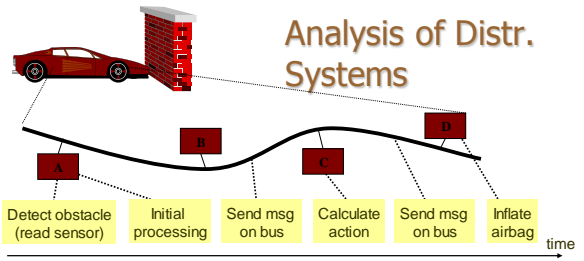 Analysis of Distr.
Systems
A
B
C
D
Detect obstacle
(read sensor)
Initial
processing
Send msg
on bus
Calculate
action
Send msg
on bus
Inflate
airbag
time